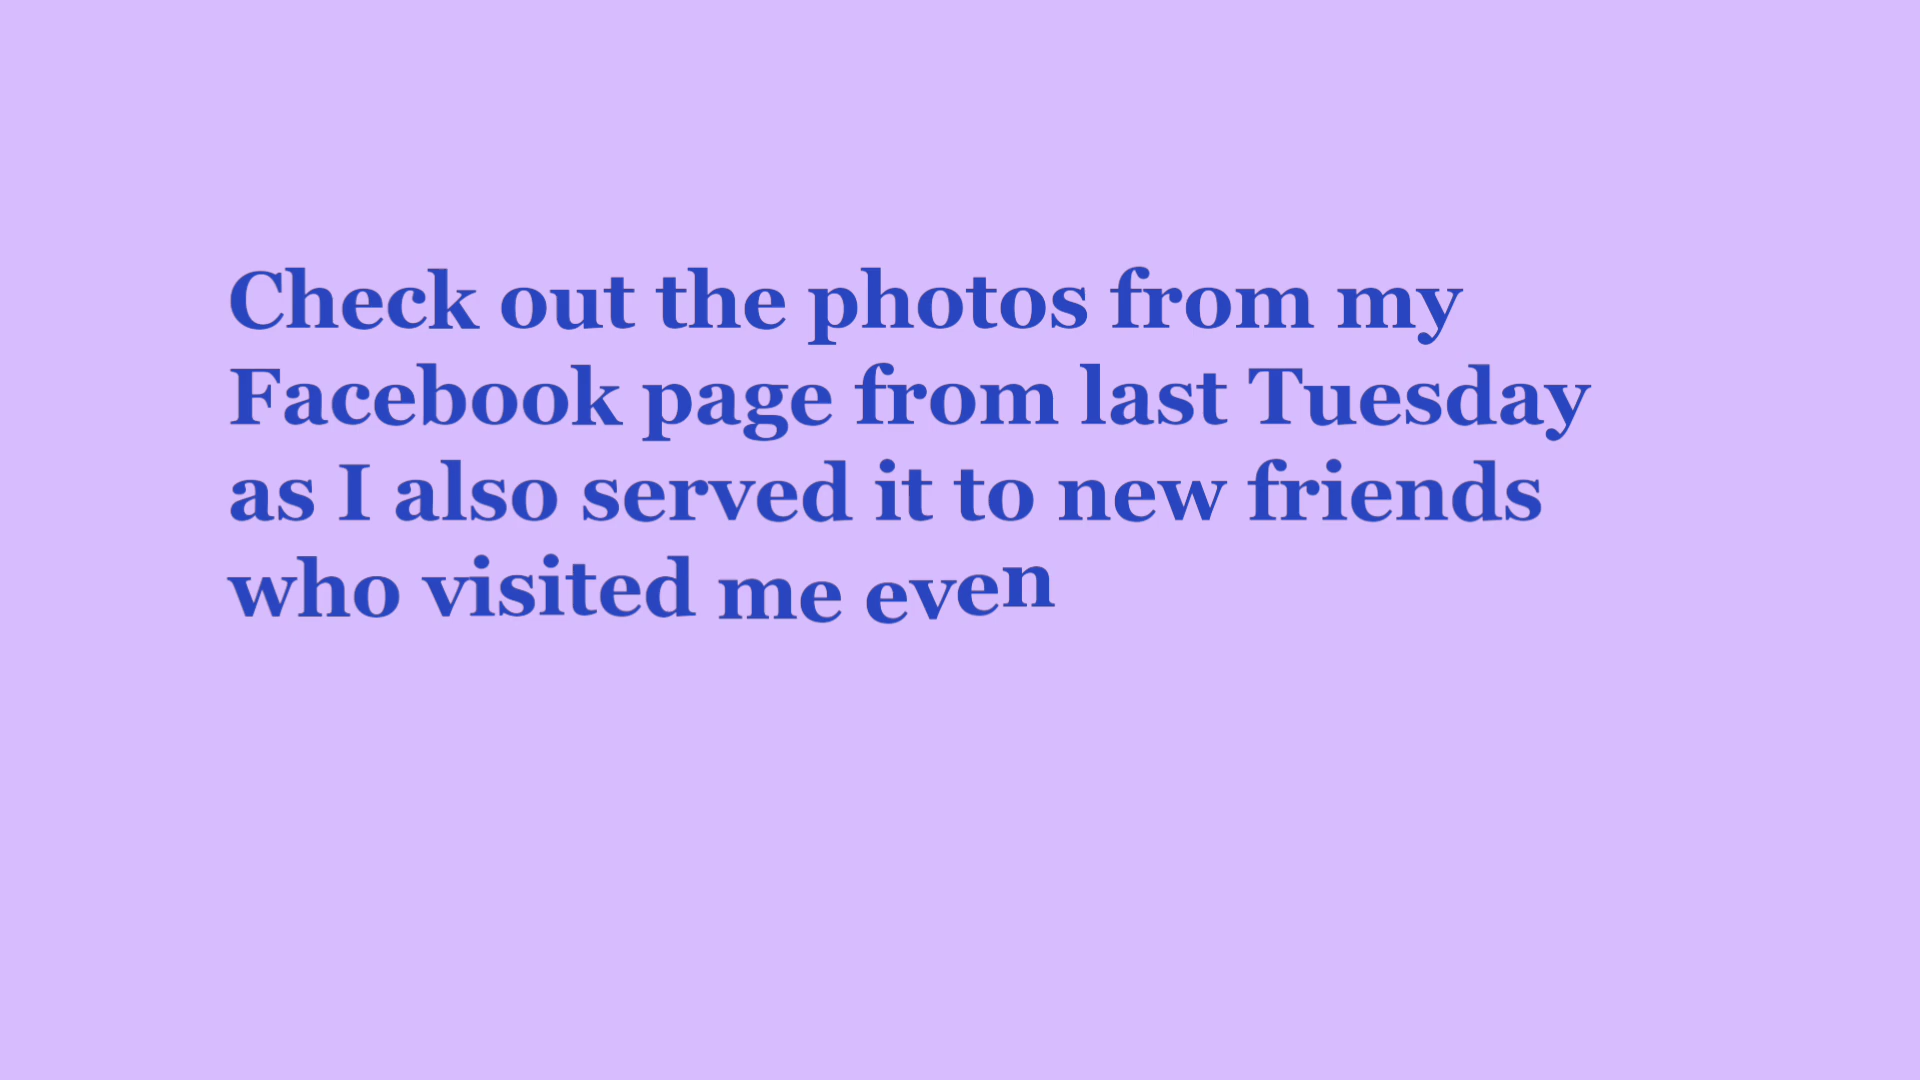 Check out the photos from my
Facebook page from last Tuesday
as I also served it to new friends
who visited me even